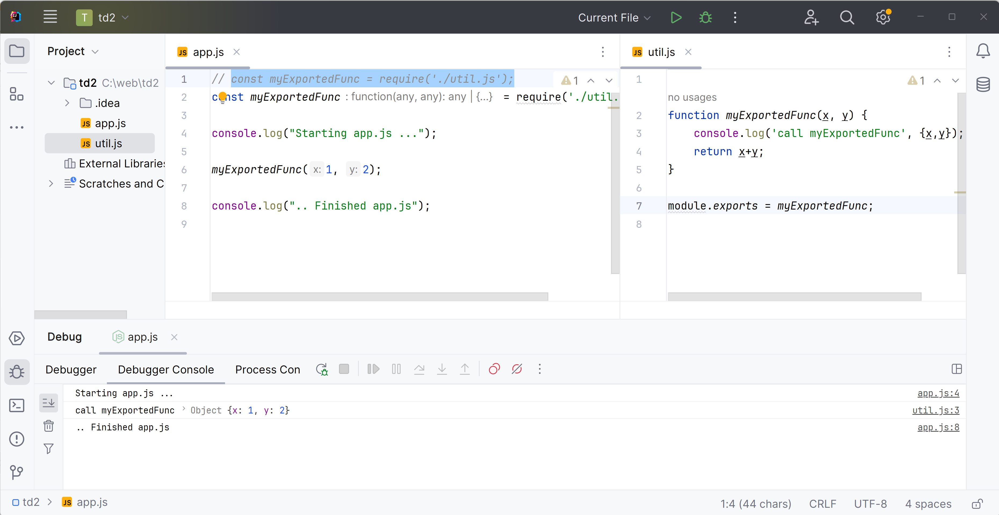 T td2 Current File
Project
td2 C:\web\td2
.idea
app.js
util.js
External Libraries
Scratches and C
app.js
1 // const myExportedFunc = require('./util.js'); 1
2 const myExportedFunc : function(any, any): any | {...} = require('./util.
3
4 console.log("Starting app.js ...");
5
6 myExportedFunc( x: 1, y: 2);
7
8 console.log(".. Finished app.js");
9
util.js
1 1
no usages
2 function myExportedFunc(x, y) {
3 console.log('call myExportedFunc', {x,y});
4 return x+y;
5 }
6
7 module.exports = myExportedFunc;
8
Debug app.js
Debugger Debugger Console Process Con
Starting app.js ... app.js:4
call myExportedFunc Object {x: 1, y: 2} util.js:3
.. Finished app.js app.js:8
td2 > app.js 1:4 (44 chars) CRLF UTF-8 4 spaces